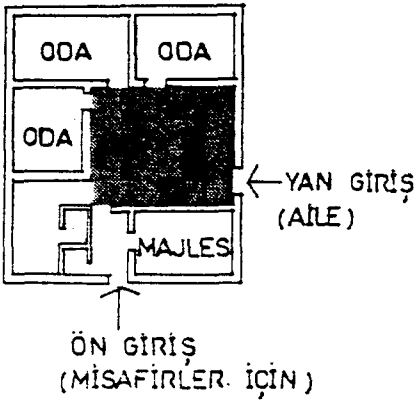 ODA ODA
ODA
YAN GİRİŞ
(AİLE)
MAJLES
ÖN GİRİŞ
(MİSAFİRLER İÇİN)